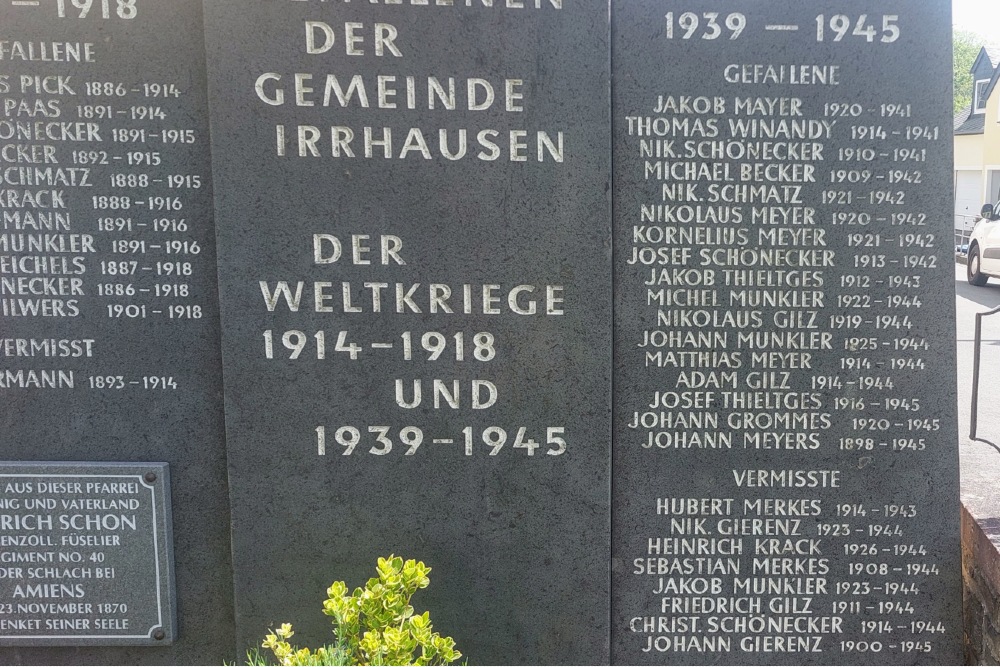 – 1918
FALLENE
PICK 1886-1914
PAAS 1891-1914
1891-1915
1892-1915
SCHMATZ 1888-1915
KRACK 1888-1916
1891-1916
MUNKLER 1891-1916
1887-1918
1886-1918
1901-1918
VERMISST
1893-1914
AUS DIESER PFARREI
NIG UND VATERLAND
RICH SCHON
ENZOLL. FÜSELIER
GIMENT NO. 40
DER SCHLACH BEI
AMIENS
23. NOVEMBER 1870
ENKET SEINER SEELE
GEFALLENEN
DER
GEMEINDE
IRRHAUSEN
DER
WELTKRIEGE
1914-1918
UND
1939-1945
1939 – 1945
GEFALLENE
JAKOB MAYER 1920-1941
THOMAS WINANDY 1914-1941
NIK. SCHÖNECKER 1910-1941
MICHAEL BECKER 1909-1942
NIK. SCHMATZ 1921-1942
NIKOLAUS MEYER 1920-1942
KORNELIUS MEYER 1921-1942
JOSEF SCHÖNECKER 1913-1942
JAKOB THIELTGES 1912-1943
MICHEL MUNKLER 1922-1944
NIKOLAUS GILZ 1919-1944
JOHANN MUNKLER 1825-1944
MATTHIAS MEYER 1914-1944
ADAM GILZ 1914-1944
JOSEF THIELTGES 1916-1945
JOHANN GROMMES 1920-1945
JOHANN MEYERS 1898-1945
VERMISSTE
HUBERT MERKES 1914-1943
NIK. GIERENZ 1923-1944
HEINRICH KRACK 1926-1944
SEBASTIAN MERKES 1908-1944
JAKOB MUNKLER 1923-1944
FRIEDRICH GILZ 1911-1944
CHRIST. SCHÖNECKER 1914-1944
JOHANN GIERENZ 1900-1945